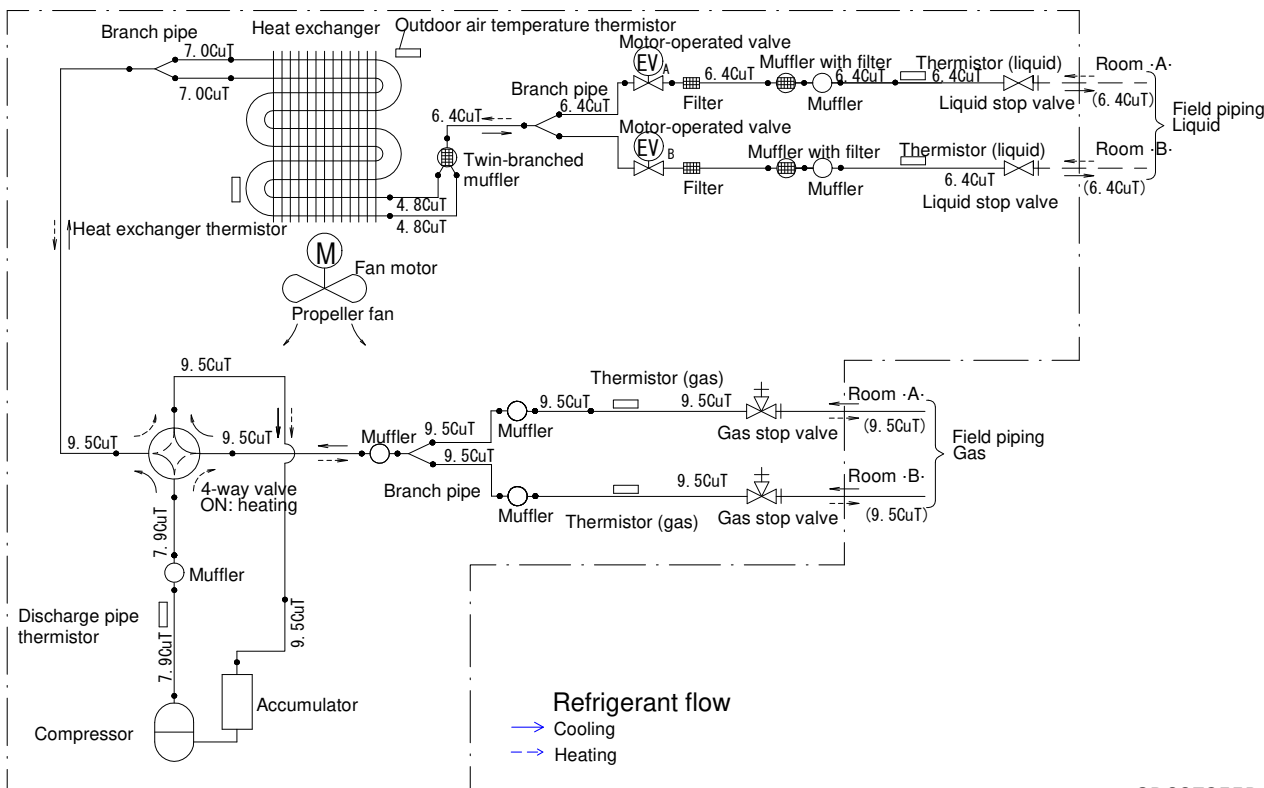 Branch pipe
Heat exchanger
Outdoor air temperature thermistor
7. 0CuT
7. 0CuT
Motor-operated valve
EV A
6. 4CuT
Filter
Muffler with filter
6. 4CuT
Muffler
Thermistor (liquid)
6. 4CuT
Liquid stop valve
Room ·A·
(6. 4CuT)
Branch pipe
6. 4CuT
6. 4CuT
Field piping
Liquid
Motor-operated valve
EV B
Filter
Muffler with filter
Muffler
Thermistor (liquid)
6. 4CuT
Liquid stop valve
Room ·B·
(6. 4CuT)
Twin-branched
muffler
4. 8CuT
4. 8CuT
Heat exchanger thermistor
M
Fan motor
Propeller fan
9. 5CuT
9. 5CuT
9. 5CuT
4-way valve
ON: heating
Muffler
9. 5CuT
9. 5CuT
Branch pipe
Muffler
9. 5CuT
Thermistor (gas)
9. 5CuT
Gas stop valve
Room ·A·
(9. 5CuT)
Field piping
Gas
Muffler
Thermistor (gas)
9. 5CuT
Gas stop valve
Room ·B·
(9. 5CuT)
7. 9CuT
Muffler
Discharge pipe
thermistor
7. 9CuT
9. 5CuT
Accumulator
Compressor
Refrigerant flow
Cooling
Heating